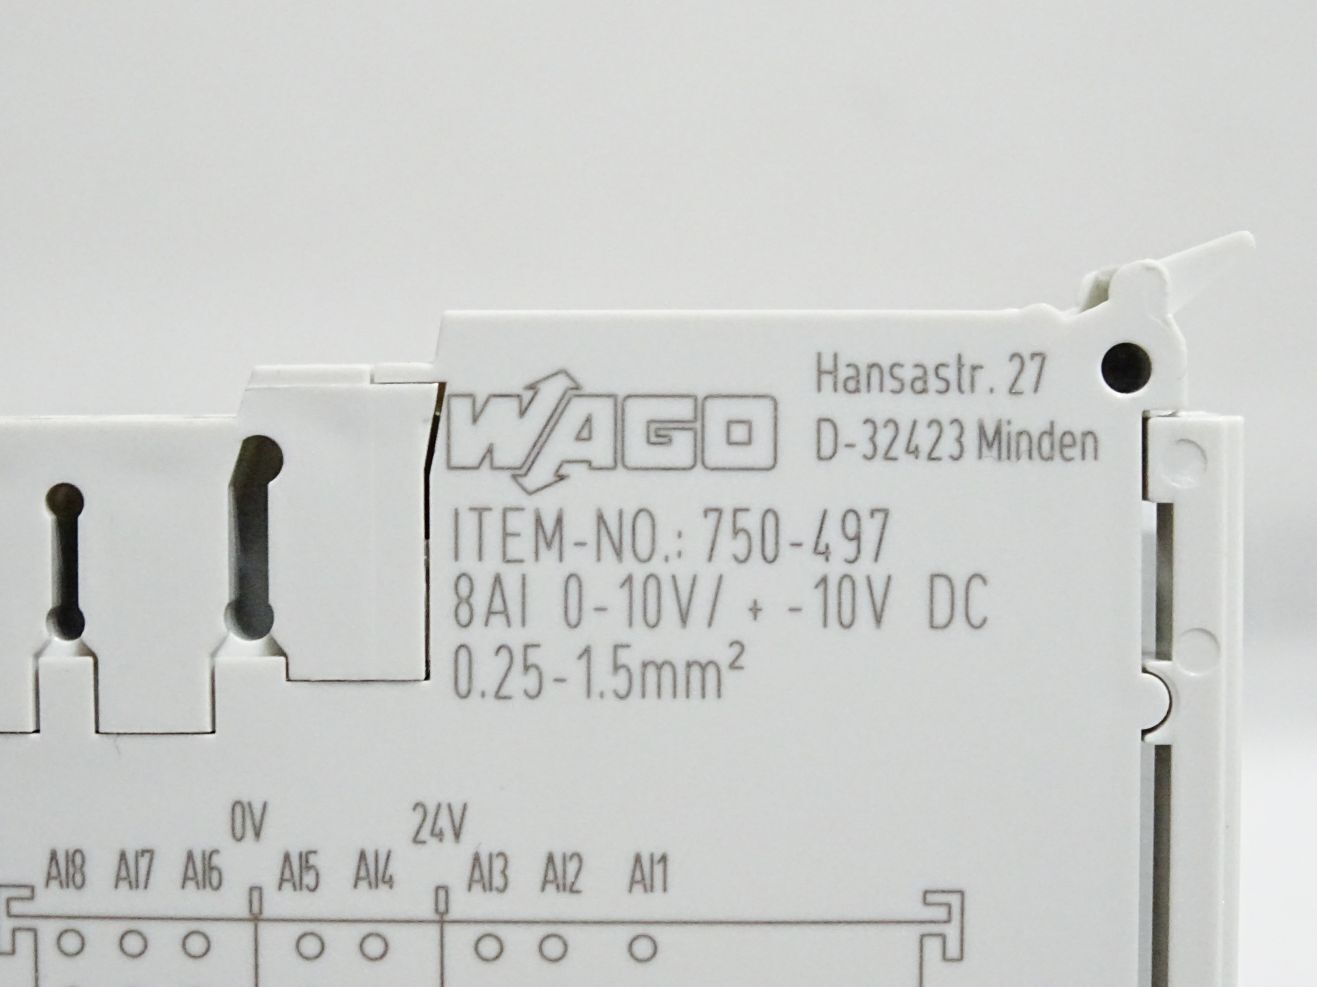 WAGO
Hansastr. 27
D-32423 Minden
ITEM-NO.: 750-497
8AI 0-10V/ + -10V DC
0.25-1.5mm²
0V 24V
AI8 AI7 AI6 AI5 AI4 AI3 AI2 AI1